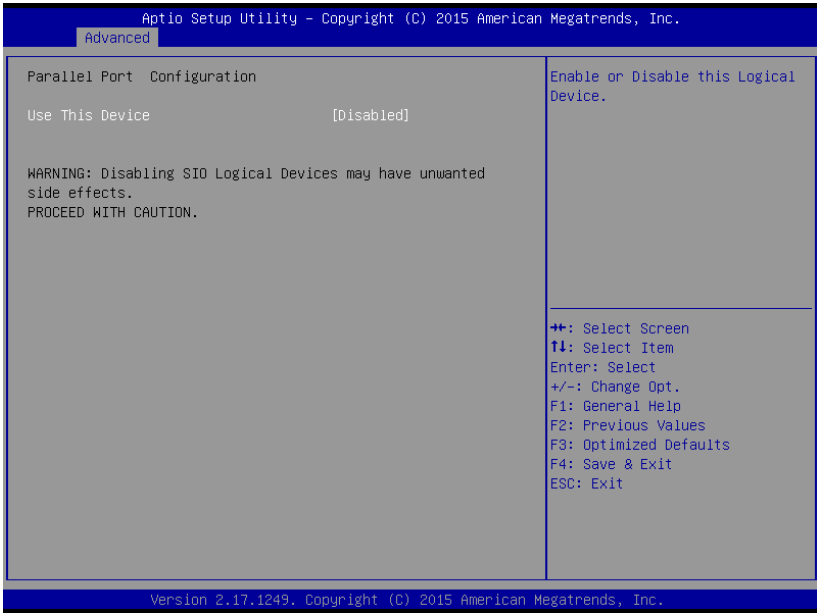 Aptio Setup Utility – Copyright (C) 2015 American Megatrends, Inc.
Advanced
Parallel Port  Configuration
Use This Device [Disabled]
WARNING: Disabling SIO Logical Devices may have unwanted
side effects.
PROCEED WITH CAUTION.
Enable or Disable this Logical
Device.
→←: Select Screen
↑↓: Select Item
Enter: Select
+/-: Change Opt.
F1: General Help
F2: Previous Values
F3: Optimized Defaults
F4: Save & Exit
ESC: Exit
Version 2.17.1249. Copyright (C) 2015 American Megatrends, Inc.